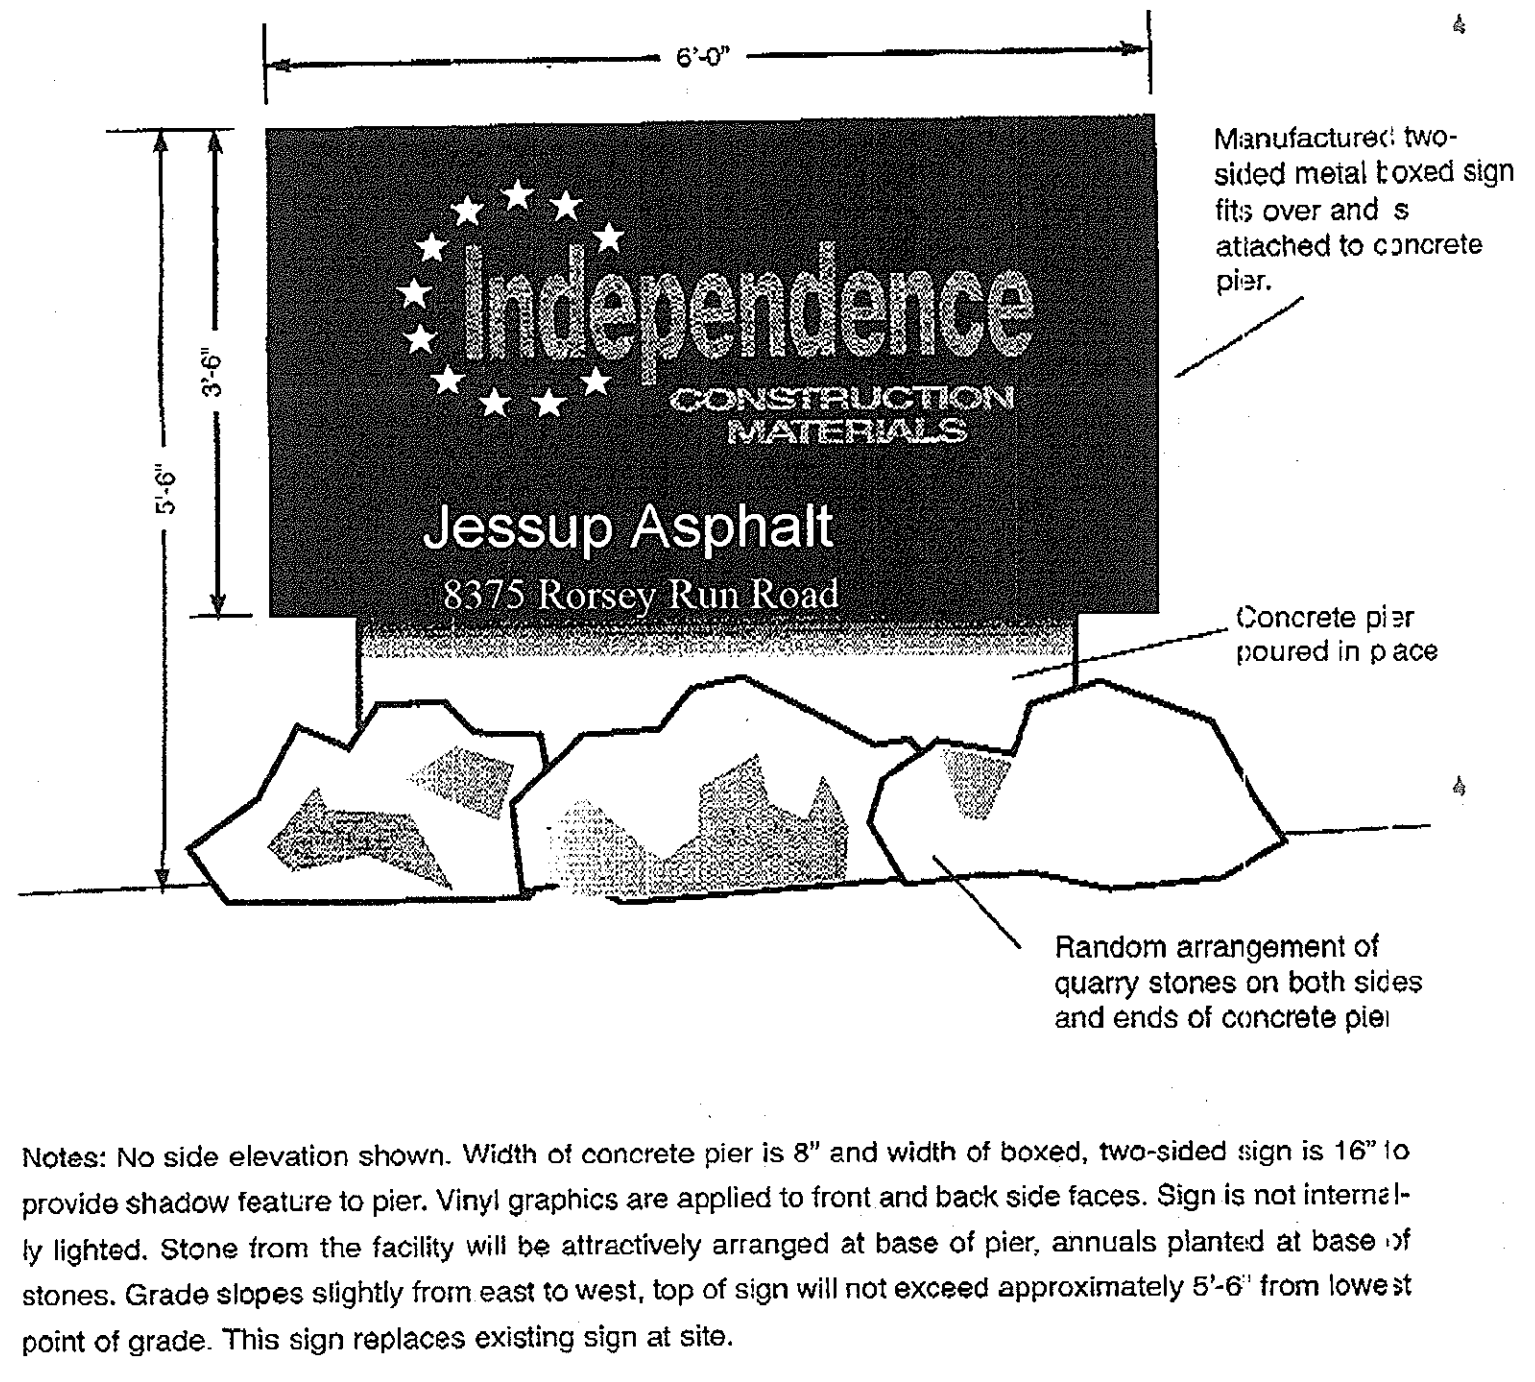 6'-0"
Manufactured two-
sided metal boxed sign
fits over and is
attached to concrete
pier.
3'-6"
5'-6"
Independence
CONSTRUCTION
MATERIALS
Jessup Asphalt
8375 Rorsey Run Road
Concrete pier
poured in place
Random arrangement of
quarry stones on both sides
and ends of concrete pier
Notes: No side elevation shown. Width of concrete pier is 8" and width of boxed, two-sided sign is 16" to
provide shadow feature to pier. Vinyl graphics are applied to front and back side faces. Sign is not internal-
ly lighted. Stone from the facility will be attractively arranged at base of pier, annuals planted at base of
stones. Grade slopes slightly from east to west, top of sign will not exceed approximately 5'-6" from lowest
point of grade. This sign replaces existing sign at site.